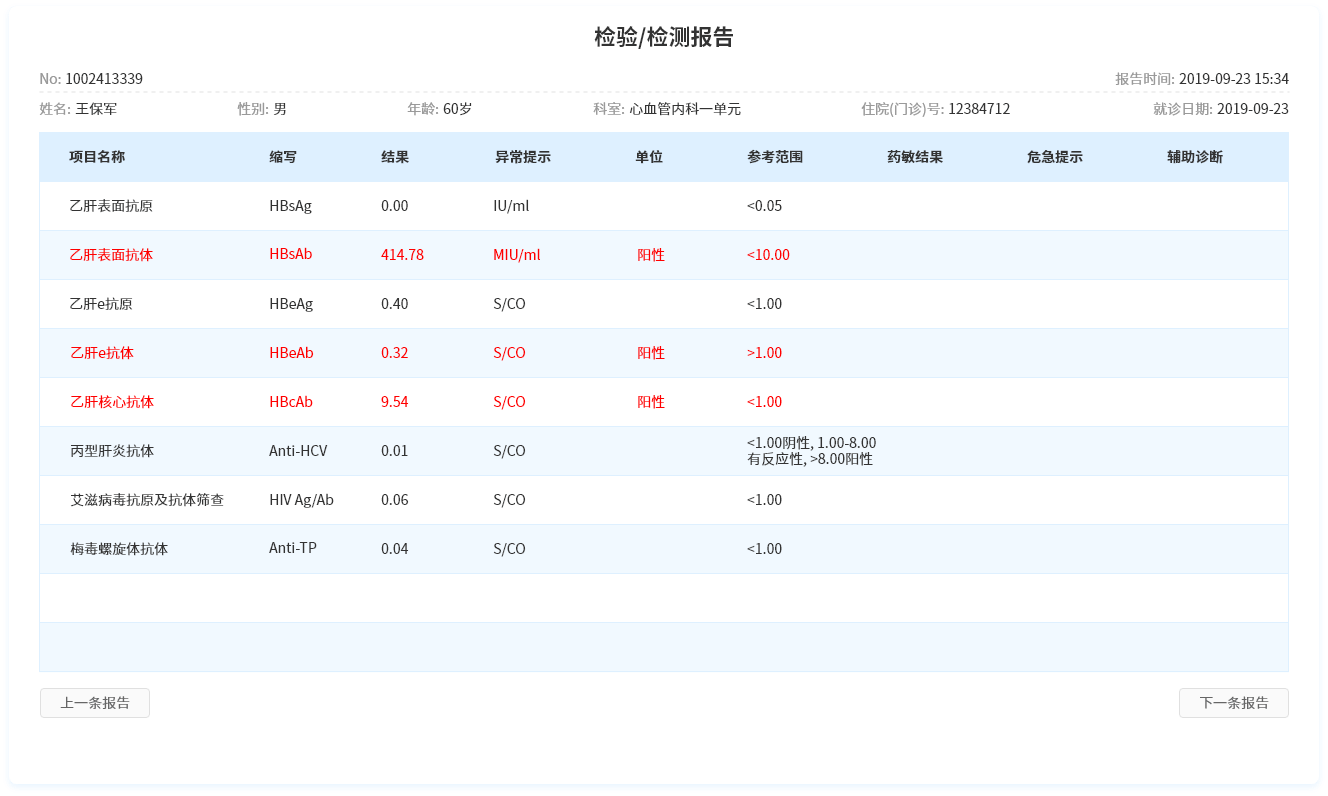 检验/检测报告
No: 1002413339 报告时间: 2019-09-23 15:34
姓名: 王保军 性别: 男 年龄: 60岁 科室: 心血管内科一单元 住院(门诊)号: 12384712 就诊日期: 2019-09-23
项目名称 缩写 结果 异常提示 单位 参考范围 药敏结果 危急提示 辅助诊断
乙肝表面抗原 HBsAg 0.00 IU/ml <0.05
乙肝表面抗体 HBsAb 414.78 MIU/ml 阳性 <10.00
乙肝e抗原 HBeAg 0.40 S/CO <1.00
乙肝e抗体 HBeAb 0.32 S/CO 阳性 >1.00
乙肝核心抗体 HBcAb 9.54 S/CO 阳性 <1.00
丙型肝炎抗体 Anti-HCV 0.01 S/CO <1.00阴性, 1.00-8.00
有反应性, >8.00阳性
艾滋病毒抗原及抗体筛查 HIV Ag/Ab 0.06 S/CO <1.00
梅毒螺旋体抗体 Anti-TP 0.04 S/CO <1.00
上一条报告 下一条报告